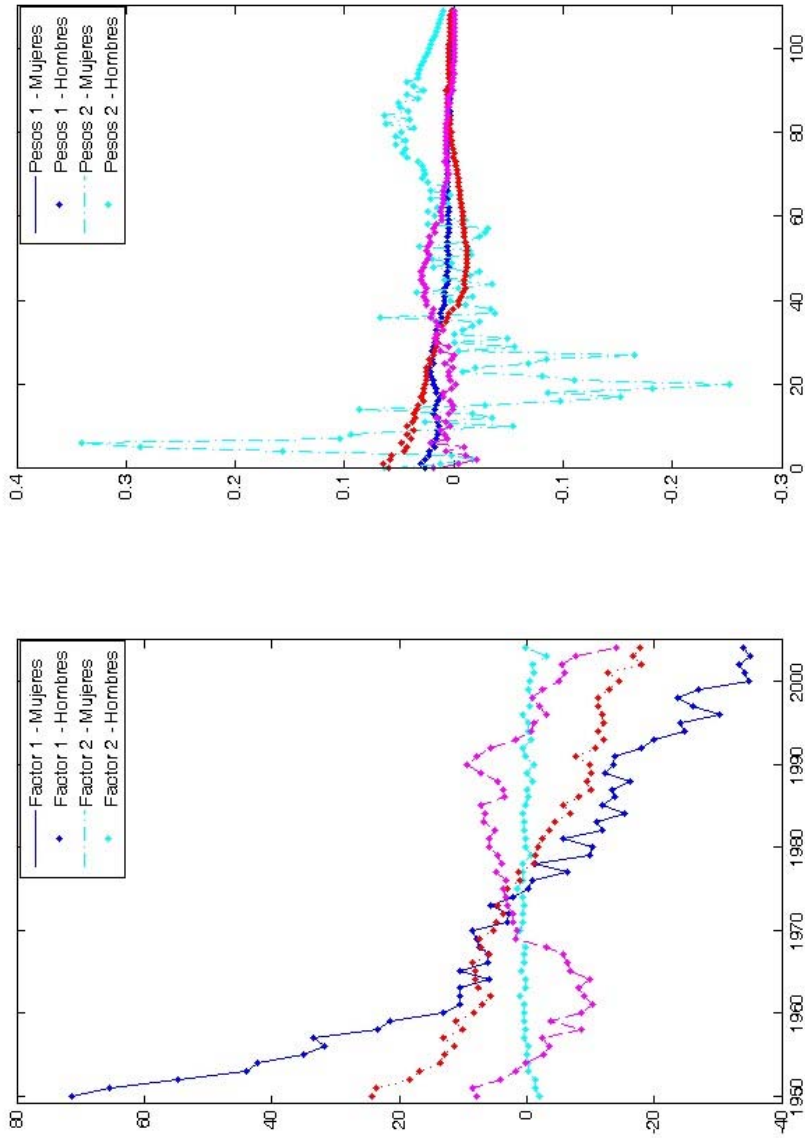 Factor 1 - Mujeres
Factor 1 - Hombres
Factor 2 - Mujeres
Factor 2 - Hombres
80
60
40
20
0
-20
-40
1950 1960 1970 1980 1990 2000
Pesos 1 - Mujeres
Pesos 1 - Hombres
Pesos 2 - Mujeres
Pesos 2 - Hombres
0.4
0.3
0.2
0.1
0
-0.1
-0.2
-0.3
0 20 40 60 80 100